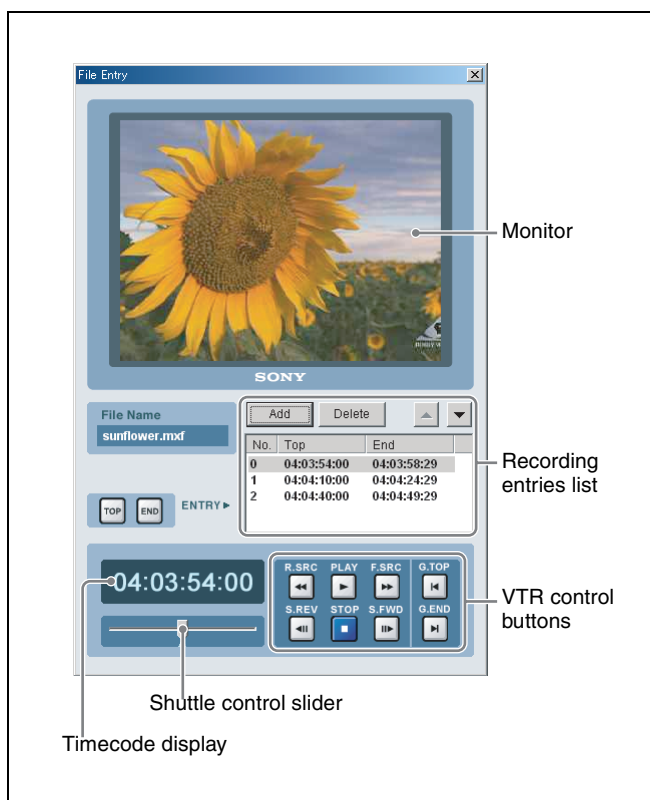 File Entry
Monitor
SONY
File Name
sunflower.mxf
Add Delete
No. Top End
0 04:03:54:00 04:03:58:29
1 04:04:10:00 04:04:24:29
2 04:04:40:00 04:04:49:29
Recording
entries list
TOP END ENTRY
04:03:54:00
R.SRC PLAY F.SRC G.TOP
S.REV STOP S.FWD G.END
VTR control
buttons
Shuttle control slider
Timecode display